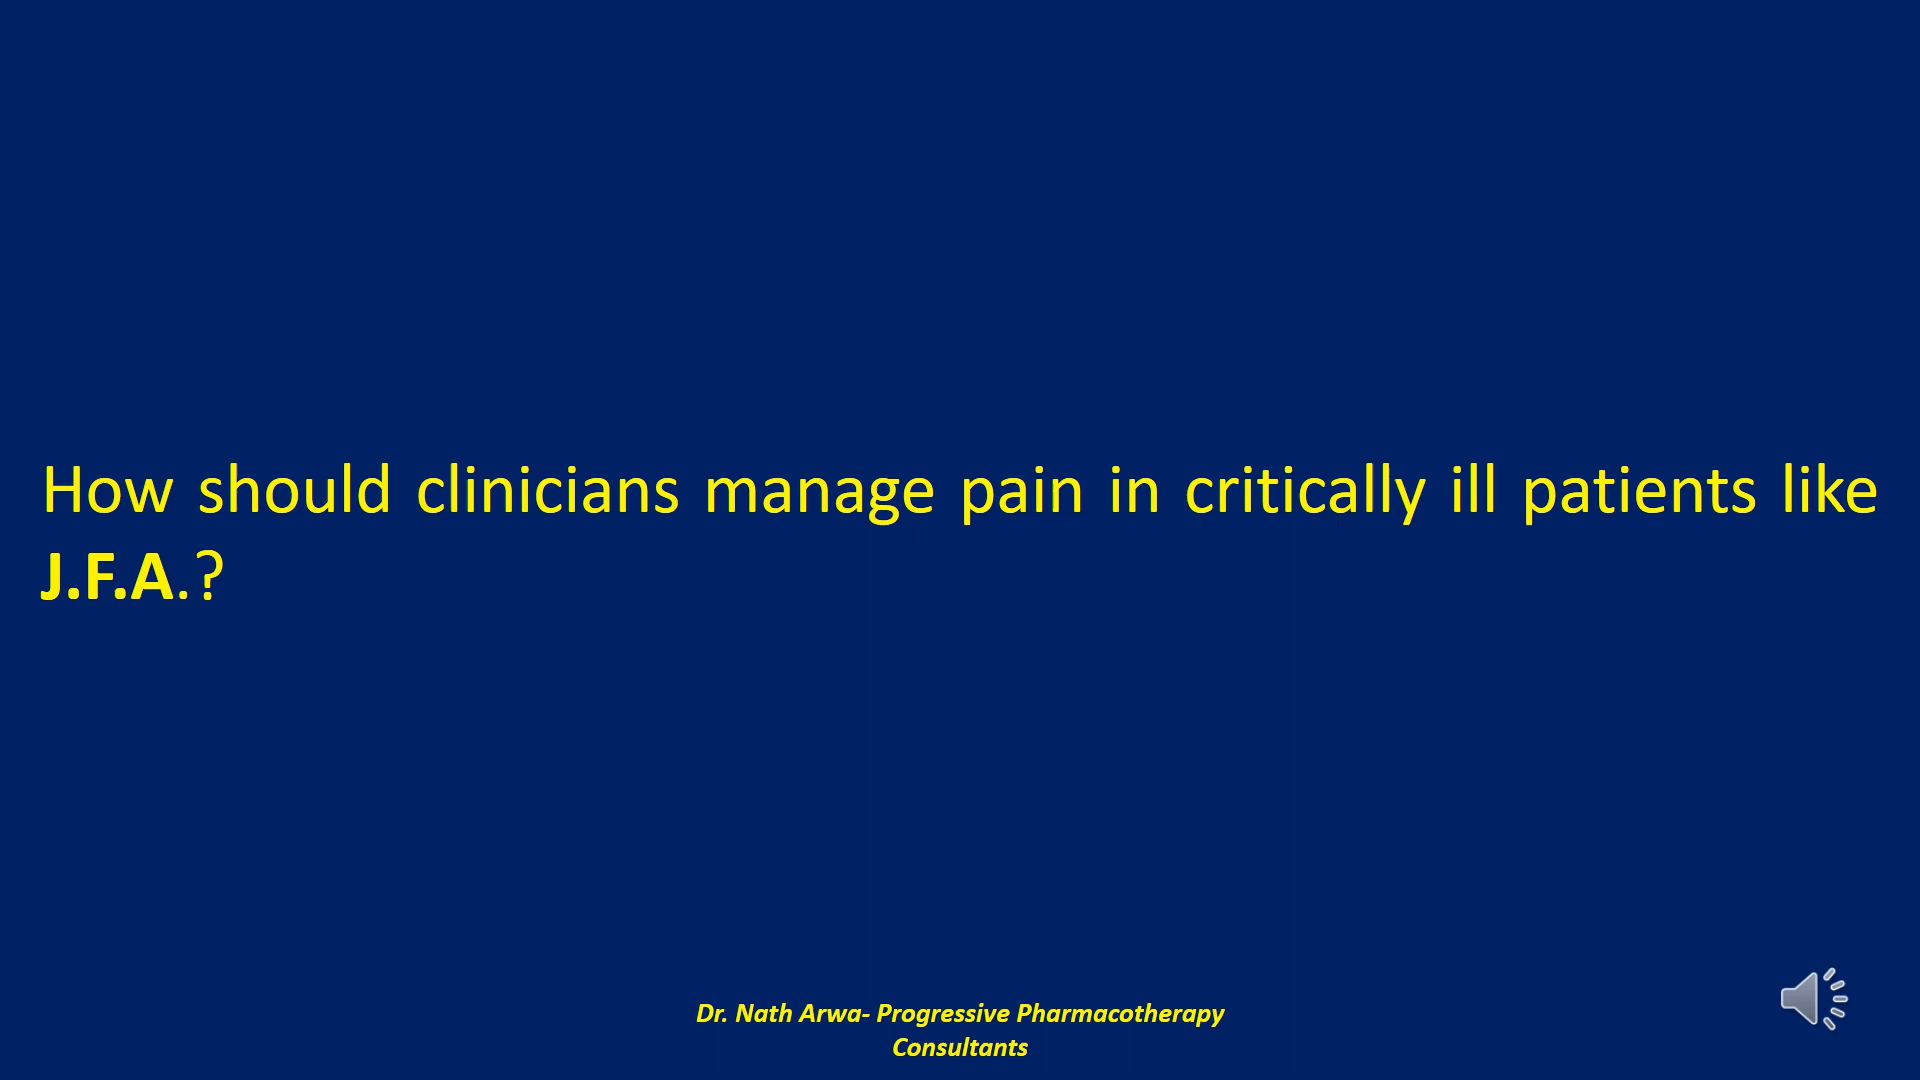 How should clinicians manage pain in critically ill patients like
J.F.A.?
Dr. Nath Arwa- Progressive Pharmacotherapy
Consultants